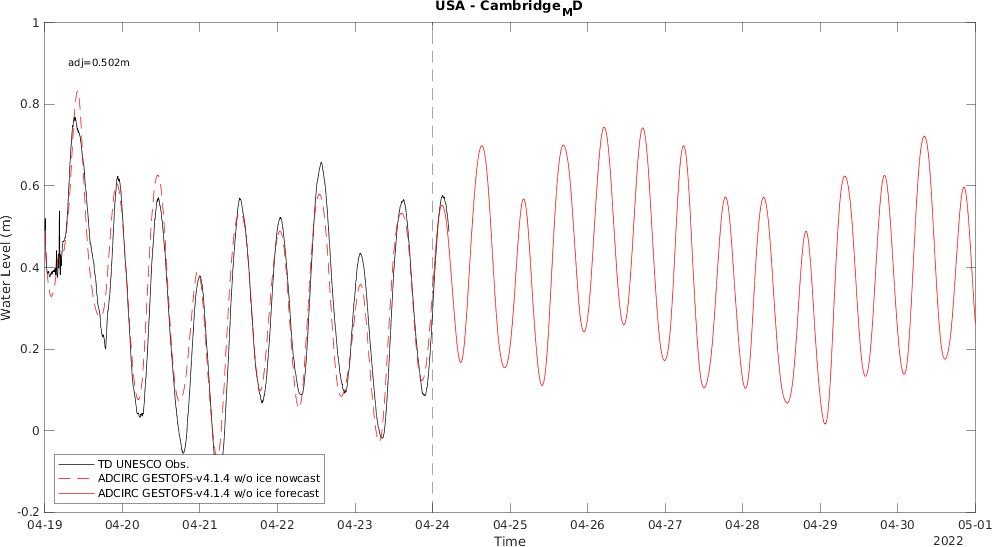 USA - Cambridge_MD
adj=0.502m
Water Level (m)
1
0.8
0.6
0.4
0.2
0
-0.2
TD UNESCO Obs.
ADCIRC GESTOFS-v4.1.4 w/o ice nowcast
ADCIRC GESTOFS-v4.1.4 w/o ice forecast
04-19 04-20 04-21 04-22 04-23 04-24 04-25 04-26 04-27 04-28 04-29 04-30 05-01
Time
2022